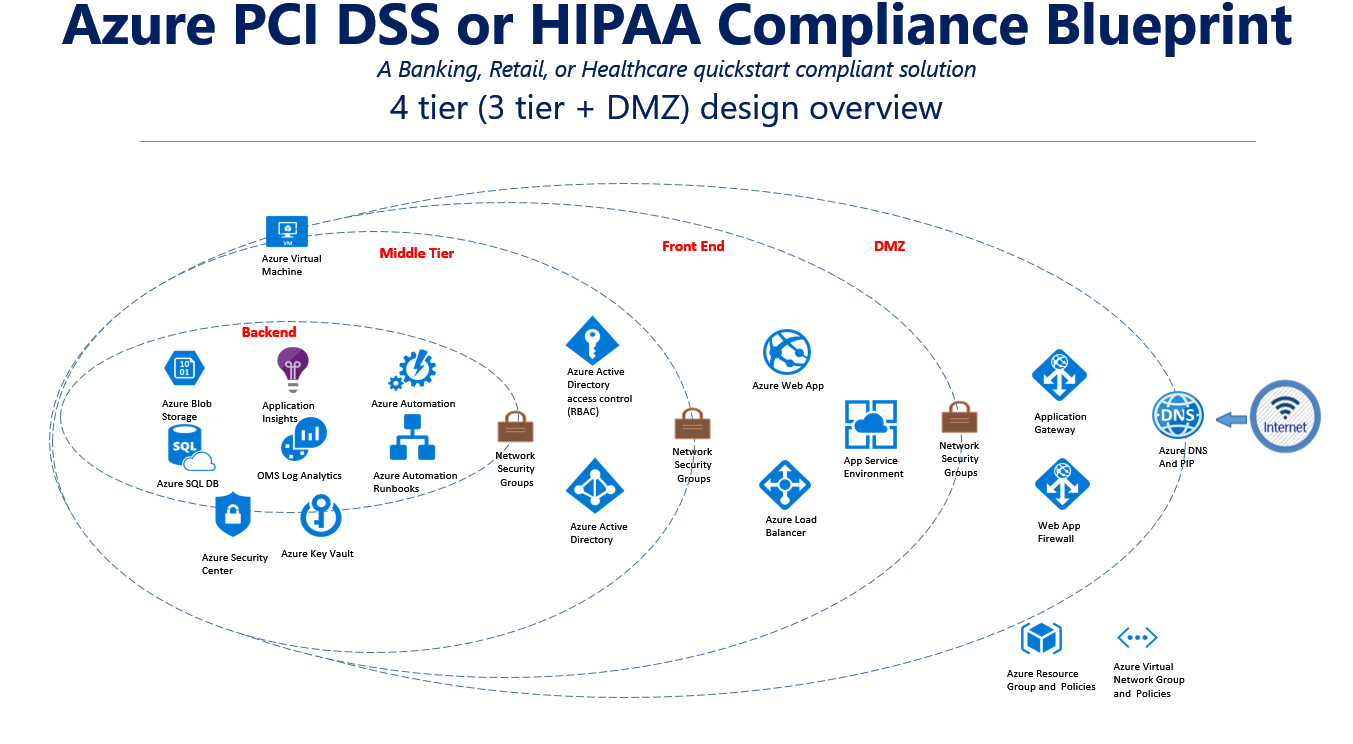 Azure PCI DSS or HIPAA Compliance Blueprint
A Banking, Retail, or Healthcare quickstart compliant solution
4 tier (3 tier + DMZ) design overview
VM
Azure Virtual
Machine
Middle Tier
Front End
DMZ
Backend
10
01
Azure Blob
Storage
Application
Insights
Azure Automation
SQL
Azure SQL DB
OMS Log Analytics
Azure Automation
Runbooks
Network
Security
Groups
Azure Security
Center
Azure Key Vault
Azure Active
Directory
access control
(RBAC)
Azure Active
Directory
Network
Security
Groups
Azure Web App
App Service
Environment
Azure Load
Balancer
Network
Security
Groups
Application
Gateway
Web App
Firewall
DNS
Azure DNS
And PIP
Internet
Azure Resource
Group and Policies
Azure Virtual
Network Group
and Policies